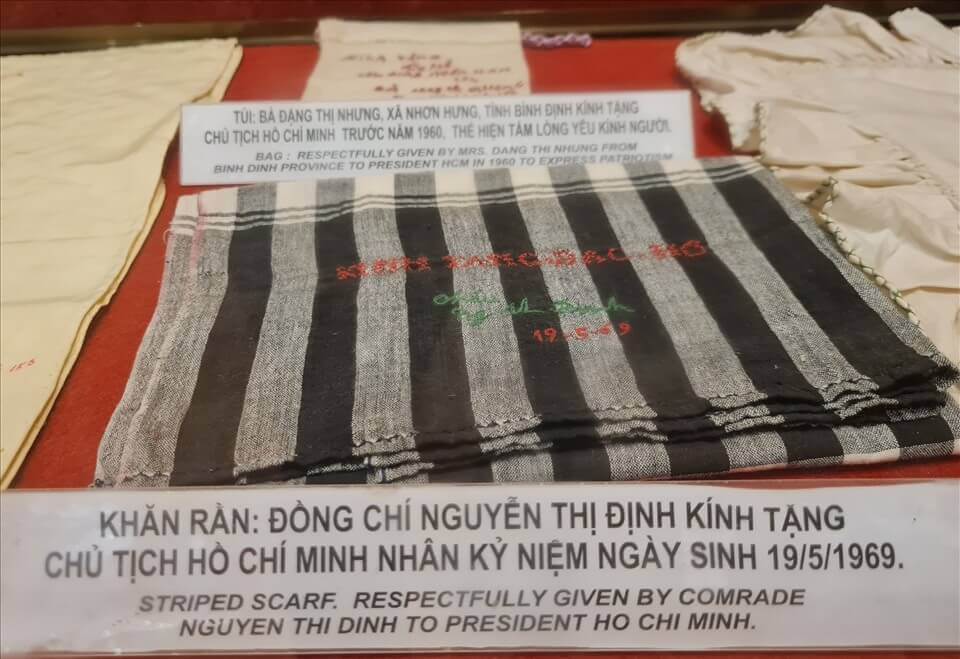 TÚI: BÀ ĐẶNG THỊ NHƯNG, XÃ NHƠN HƯNG, TỈNH BÌNH ĐỊNH KÍNH TẶNG
CHỦ TỊCH HỒ CHÍ MINH TRƯỚC NĂM 1960, THỂ HIỆN TẤM LÒNG YÊU KÍNH NGƯỜI.
BAG : RESPECTFULLY GIVEN BY MRS. DANG THI NHUNG FROM
BINH DINH PROVINCE TO PRESIDENT HCM IN 1960 TO EXPRESS PATRIOTISM
KÍNH TẶNG BÁC HỒ
19-5-69
KHĂN RẰN: ĐỒNG CHÍ NGUYỄN THỊ ĐỊNH KÍNH TẶNG
CHỦ TỊCH HỒ CHÍ MINH NHÂN KỶ NIỆM NGÀY SINH 19/5/1969.
STRIPED SCARF. RESPECTFULLY GIVEN BY COMRADE
NGUYEN THI DINH TO PRESIDENT HO CHI MINH.